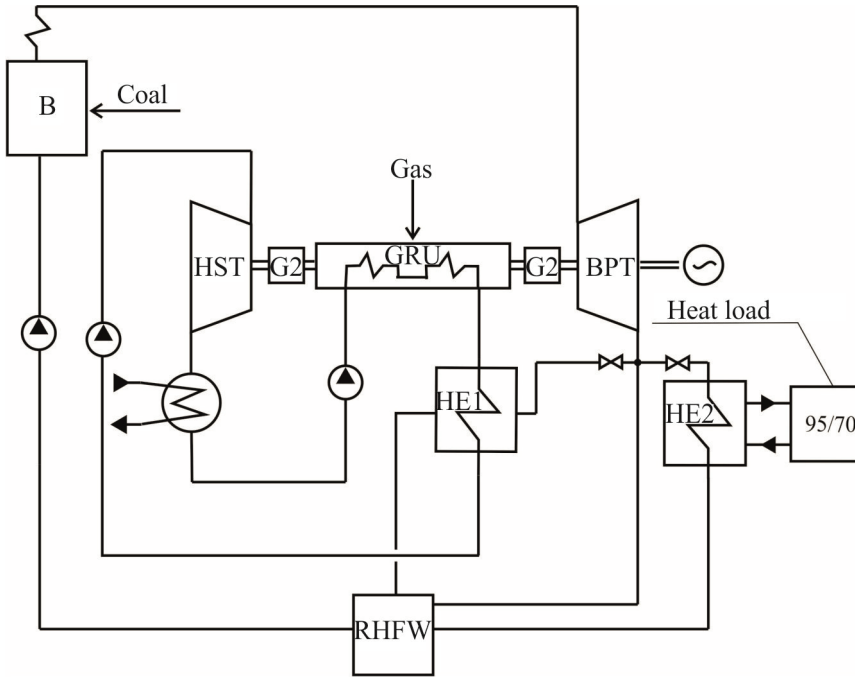 B
Coal
Gas
HST
G2
GRU
G2
BPT
Heat load
HE1
HE2
95/70
RHFW